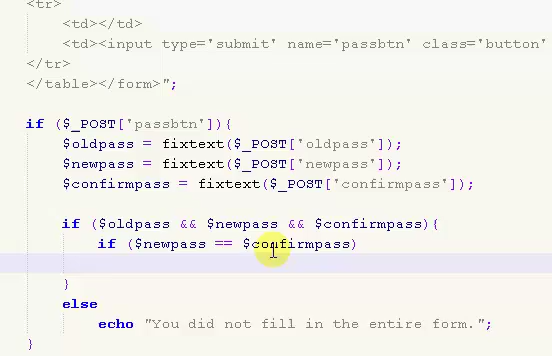 <tr>
<td></td>
<td><input type='submit' name='passbtn' class='button'
</tr>
</table></form>";
if ($_POST['passbtn']){
$oldpass = fixtext($_POST['oldpass']);
$newpass = fixtext($_POST['newpass']);
$confirmpass = fixtext($_POST['confirmpass']);
if ($oldpass && $newpass && $confirmpass){
if ($newpass == $confirmpass)
}
else
echo "You did not fill in the entire form.";
}